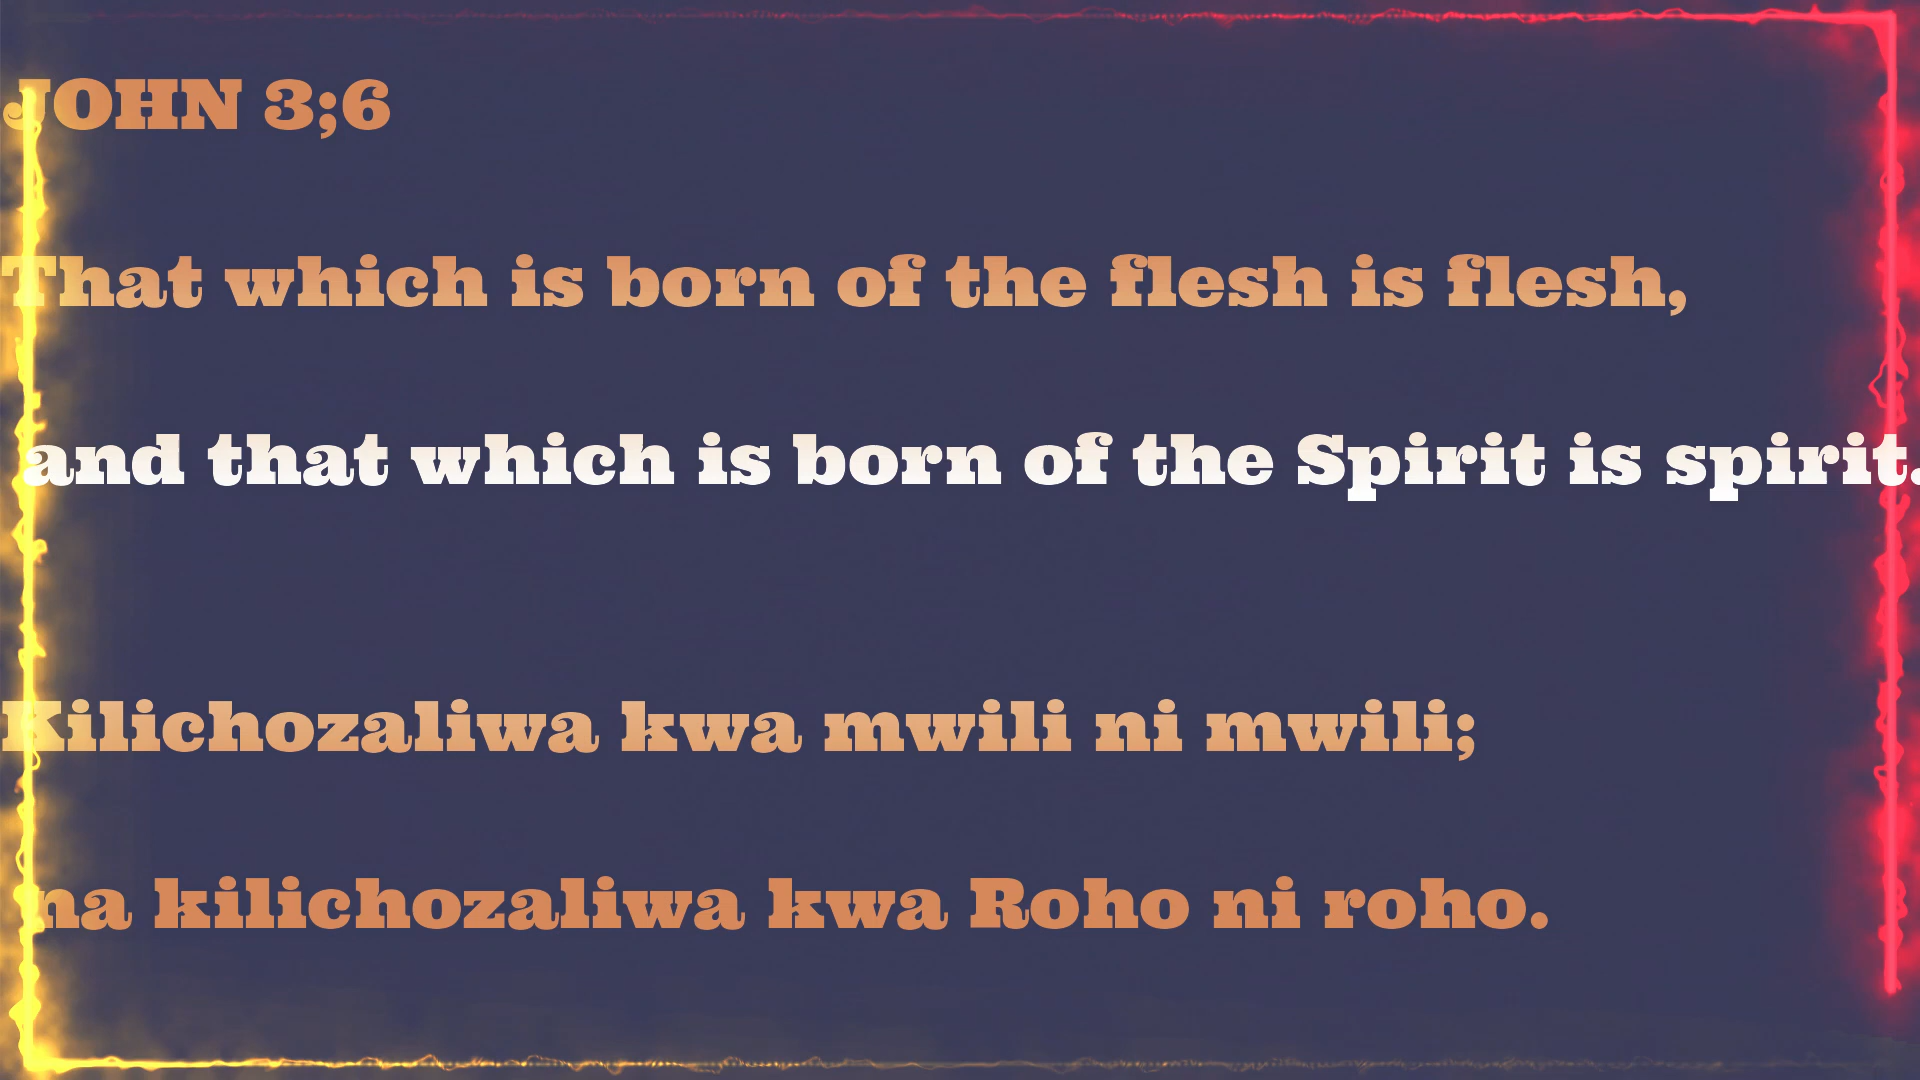 JOHN 3;6
That which is born of the flesh is flesh,
and that which is born of the Spirit is spirit.
Kilichozaliwa kwa mwili ni mwili;
na kilichozaliwa kwa Roho ni roho.